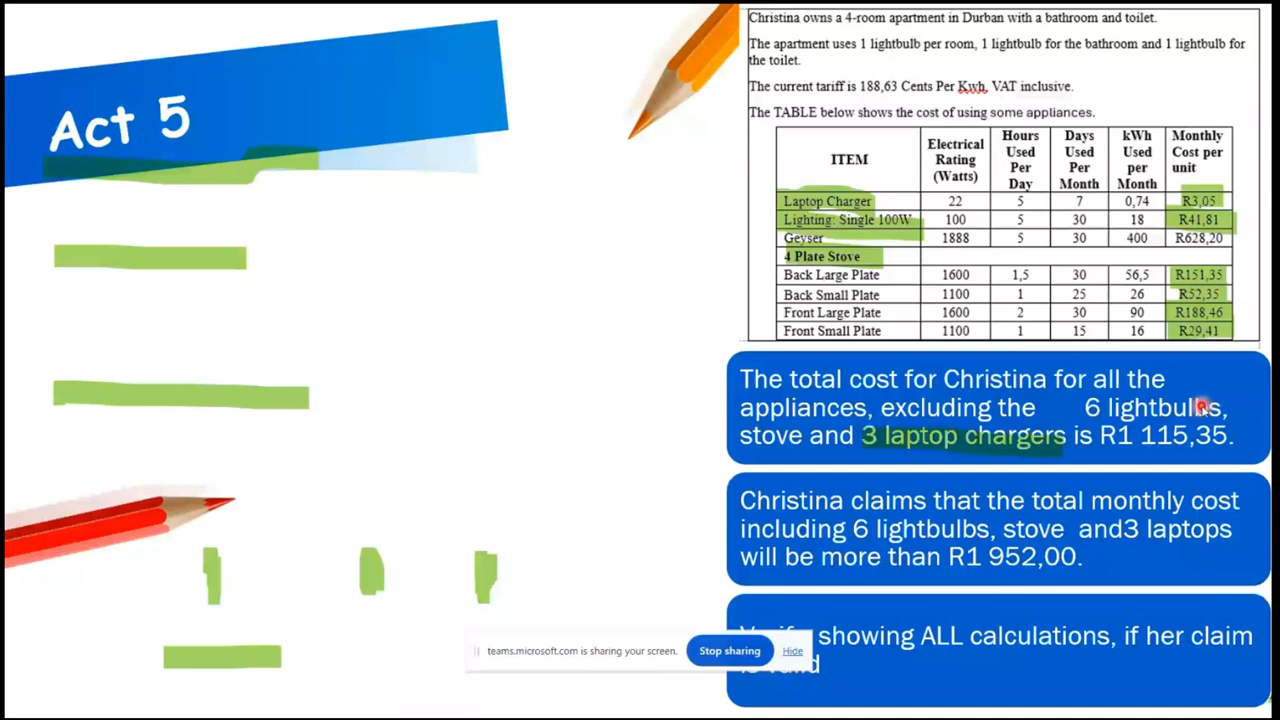 Act 5
Christina owns a 4-room apartment in Durban with a bathroom and toilet.
The apartment uses 1 lightbulb per room, 1 lightbulb for the bathroom and 1 lightbulb for
the toilet.
The current tariff is 188,63 Cents Per Kwh, VAT inclusive.
The TABLE below shows the cost of using some appliances.
ITEM Electrical Rating (Watts) Hours Used Per Day Days Used Per Month kWh Used per Month Monthly Cost per unit
Laptop Charger 22 5 7 0,74 R3,05
Lighting: Single 100W 100 5 30 18 R41,81
Geyser 1888 5 30 400 R628,20
4 Plate Stove
Back Large Plate 1600 1,5 30 56,5 R151,35
Back Small Plate 1100 1 25 26 R52,35
Front Large Plate 1600 2 30 90 R188,46
Front Small Plate 1100 1 15 16 R29,41
The total cost for Christina for all the
appliances, excluding the 6 lightbulbs,
stove and 3 laptop chargers is R1 115,35.
Christina claims that the total monthly cost
including 6 lightbulbs, stove and3 laptops
will be more than R1 952,00.
showing ALL calculations, if her claim
teams.microsoft.com is sharing your screen. Stop sharing Hide